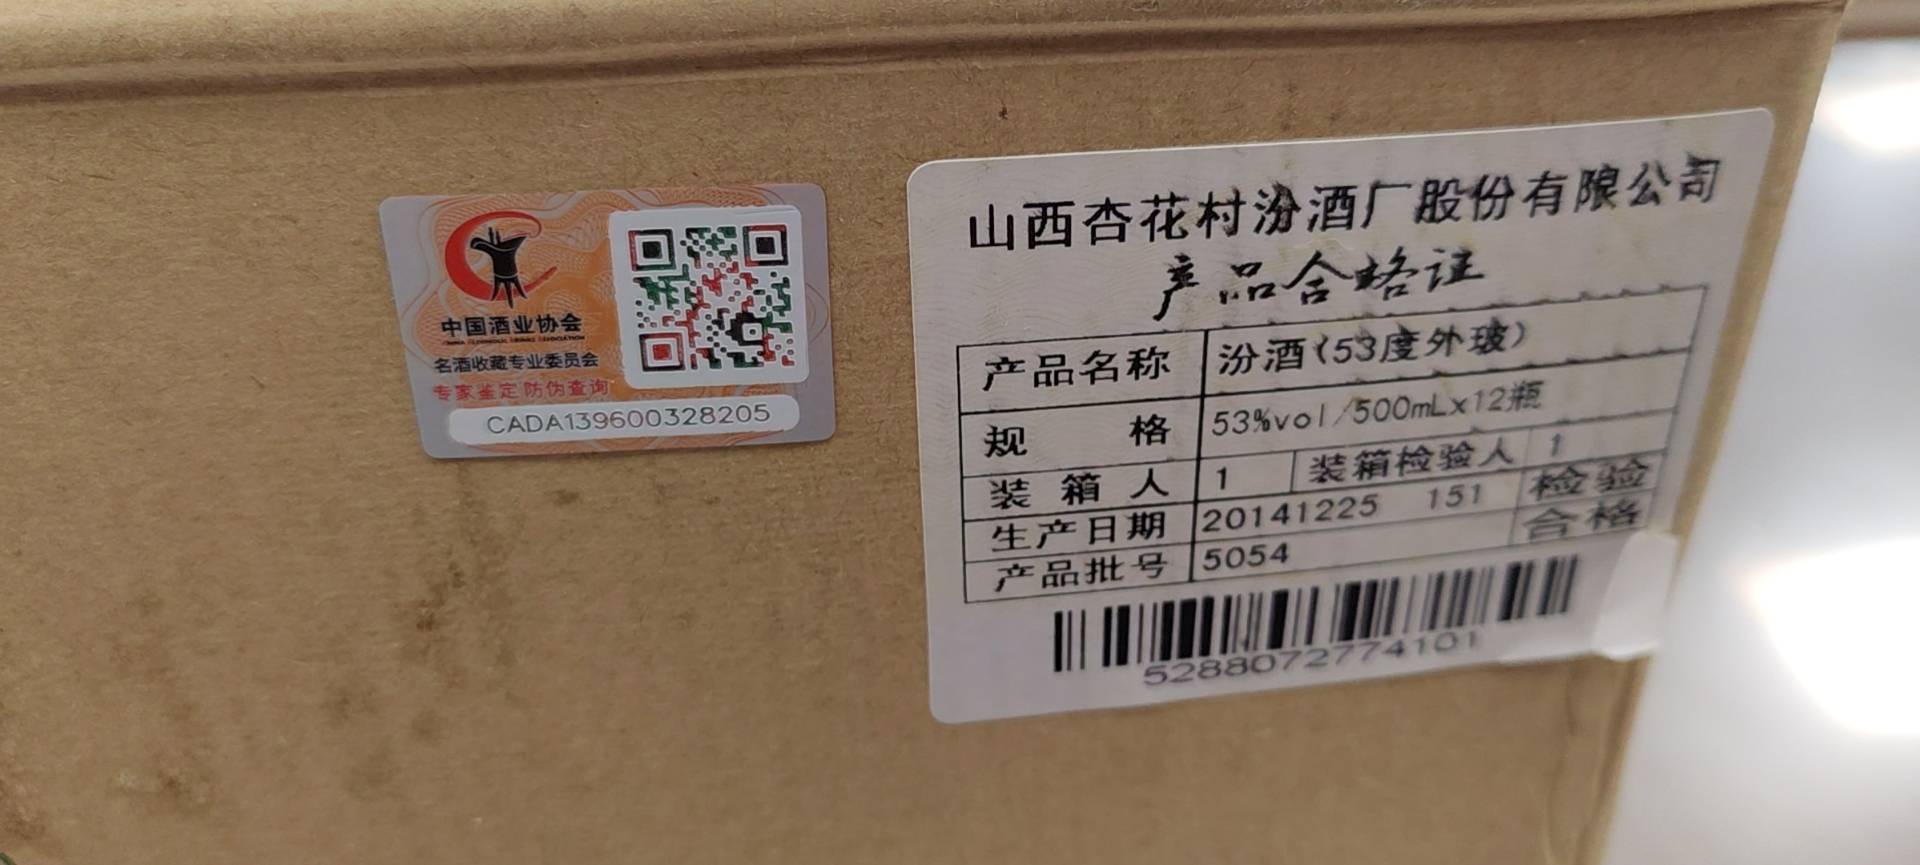 中国酒业协会
CHINA ALCOHOLIC DRINKS ASSOCIATION
名酒收藏专业委员会
专家鉴定 防伪查询
CADA139600328205
山西杏花村汾酒厂股份有限公司
产品合格证
产品名称 汾酒(53度外玻)
规 格 53%vol/500mLx12瓶
装 箱 人 1 装箱检验人 1
生产日期 20141225 151 检验
产品批号 5054 合格
5288072774101